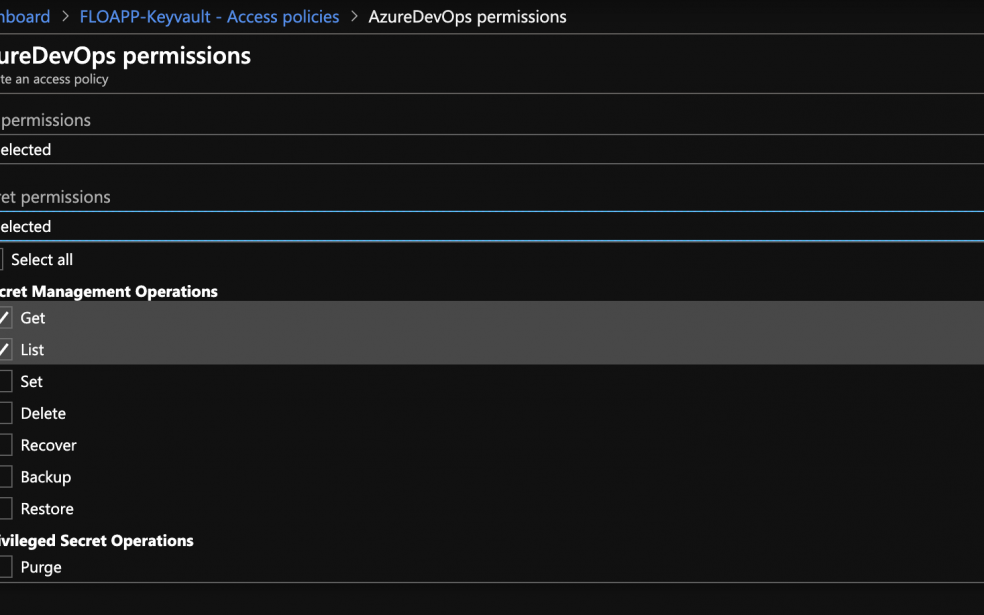 nboard > FLOAPP-Keyvault - Access policies > AzureDevOps permissions
ureDevOps permissions
te an access policy
permissions
elected
et permissions
elected
Select all
cret Management Operations
Get
List
Set
Delete
Recover
Backup
Restore
ivileged Secret Operations
Purge